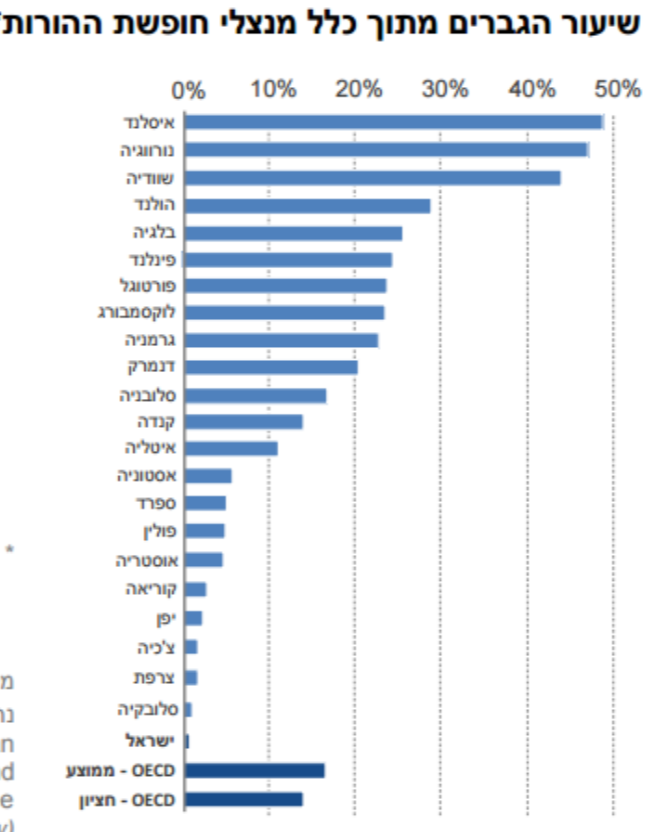 שיעור הגברים מתוך כלל מנצלי חופשת ההורות*
0% 10% 20% 30% 40% 50%
איסלנד
נורווגיה
שוודיה
הולנד
בלגיה
פינלנד
פורטוגל
לוקסמבורג
גרמניה
דנמרק
סלובניה
קנדה
איטליה
אסטוניה
ספרד
פולין
אוסטריה
קוריאה
יפן
צ'כיה
צרפת
סלובקיה
ישראל
OECD - ממוצע
OECD - חציון
*